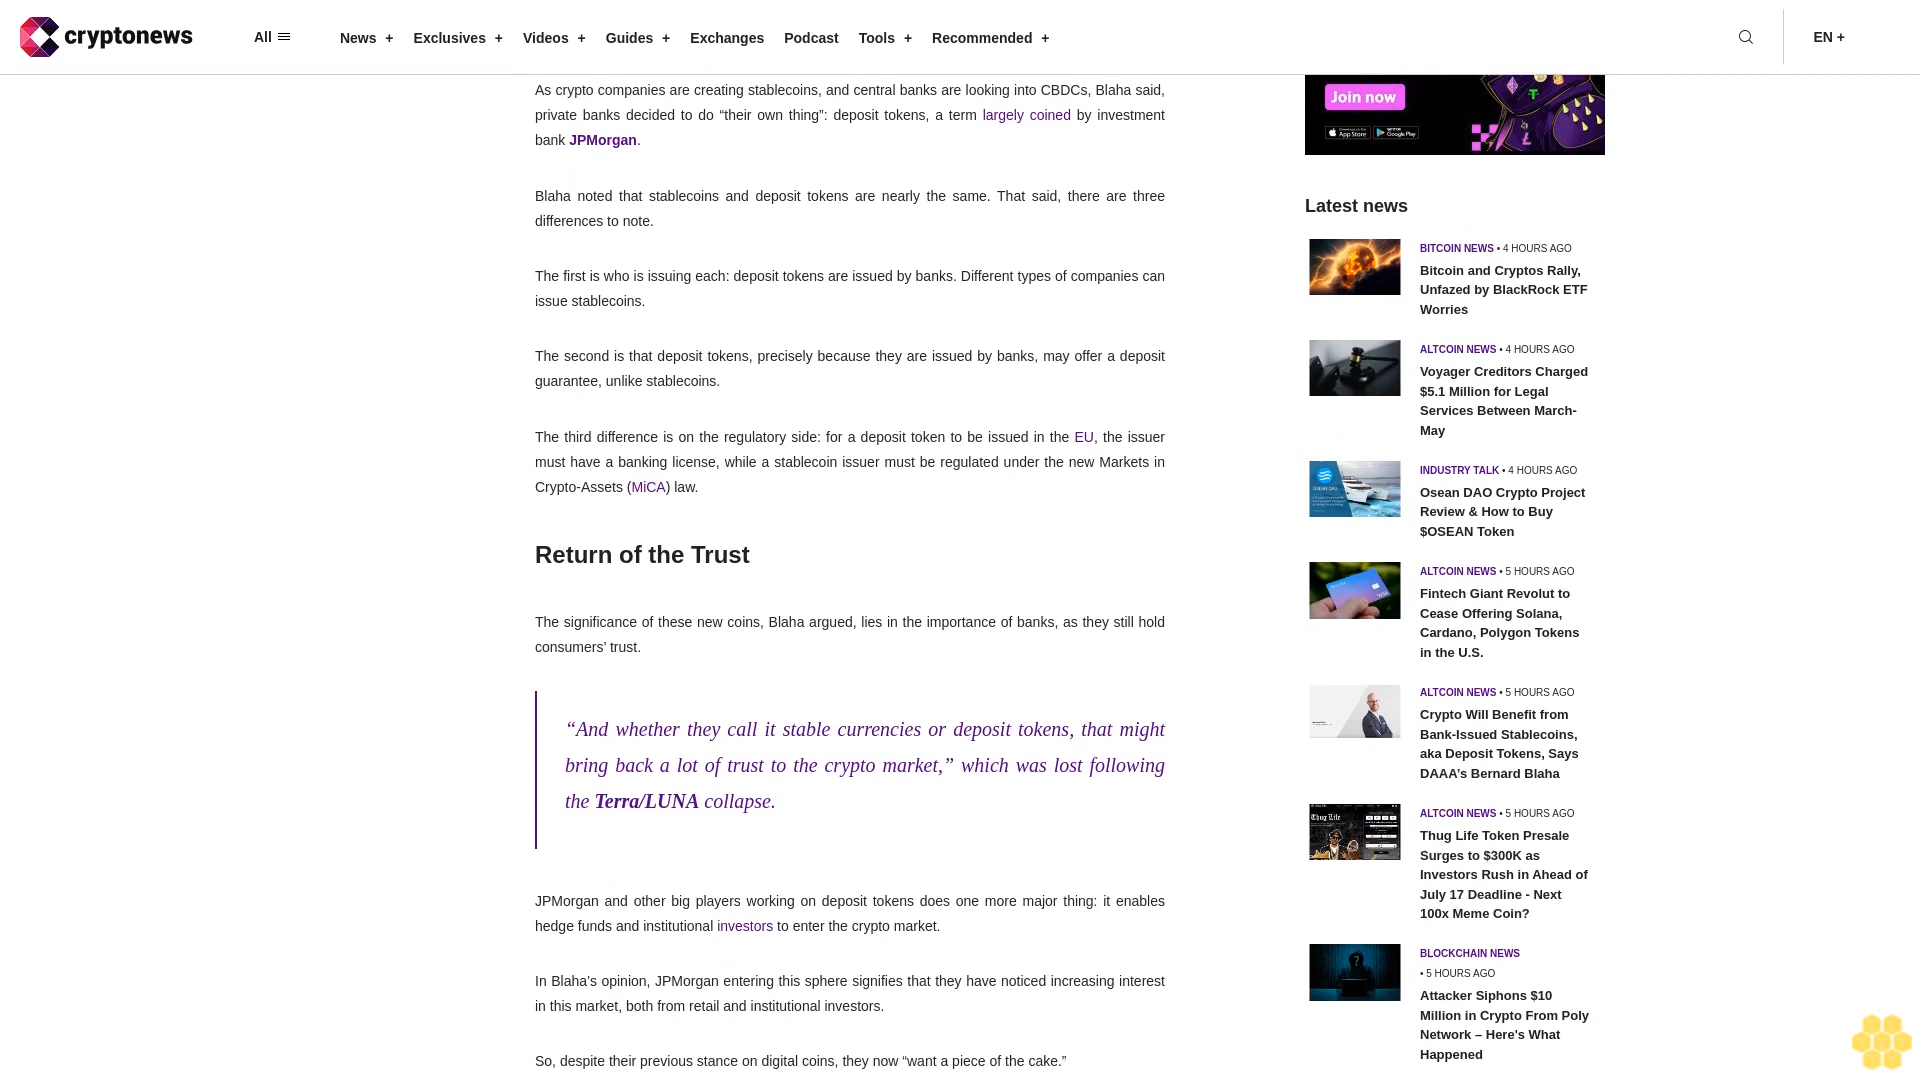 cryptonews
All
News +
Exclusives +
Videos +
Guides +
Exchanges
Podcast
Tools +
Recommended +
EN +
As crypto companies are creating stablecoins, and central banks are looking into CBDCs, Blaha said,
private banks decided to do “their own thing”: deposit tokens, a term largely coined by investment
bank JPMorgan.
Blaha noted that stablecoins and deposit tokens are nearly the same. That said, there are three
differences to note.
The first is who is issuing each: deposit tokens are issued by banks. Different types of companies can
issue stablecoins.
The second is that deposit tokens, precisely because they are issued by banks, may offer a deposit
guarantee, unlike stablecoins.
The third difference is on the regulatory side: for a deposit token to be issued in the EU, the issuer
must have a banking license, while a stablecoin issuer must be regulated under the new Markets in
Crypto-Assets (MiCA) law.
Return of the Trust
The significance of these new coins, Blaha argued, lies in the importance of banks, as they still hold
consumers’ trust.
“And whether they call it stable currencies or deposit tokens, that might
bring back a lot of trust to the crypto market,” which was lost following
the Terra/LUNA collapse.
JPMorgan and other big players working on deposit tokens does one more major thing: it enables
hedge funds and institutional investors to enter the crypto market.
In Blaha’s opinion, JPMorgan entering this sphere signifies that they have noticed increasing interest
in this market, both from retail and institutional investors.
So, despite their previous stance on digital coins, they now “want a piece of the cake.”
Join now
App Store
Google Play
Latest news
BITCOIN NEWS • 4 HOURS AGO
Bitcoin and Cryptos Rally,
Unfazed by BlackRock ETF
Worries
ALTCOIN NEWS • 4 HOURS AGO
Voyager Creditors Charged
$5.1 Million for Legal
Services Between March-
May
INDUSTRY TALK • 4 HOURS AGO
Osean DAO Crypto Project
Review & How to Buy
$OSEAN Token
OSEAN DAO
ALTCOIN NEWS • 5 HOURS AGO
Fintech Giant Revolut to
Cease Offering Solana,
Cardano, Polygon Tokens
in the U.S.
VISA
ALTCOIN NEWS • 5 HOURS AGO
Crypto Will Benefit from
Bank-Issued Stablecoins,
aka Deposit Tokens, Says
DAAA’s Bernard Blaha
ALTCOIN NEWS • 5 HOURS AGO
Thug Life Token Presale
Surges to $300K as
Investors Rush in Ahead of
July 17 Deadline - Next
100x Meme Coin?
Thug Life
BLOCKCHAIN NEWS
• 5 HOURS AGO
Attacker Siphons $10
Million in Crypto From Poly
Network – Here's What
Happened